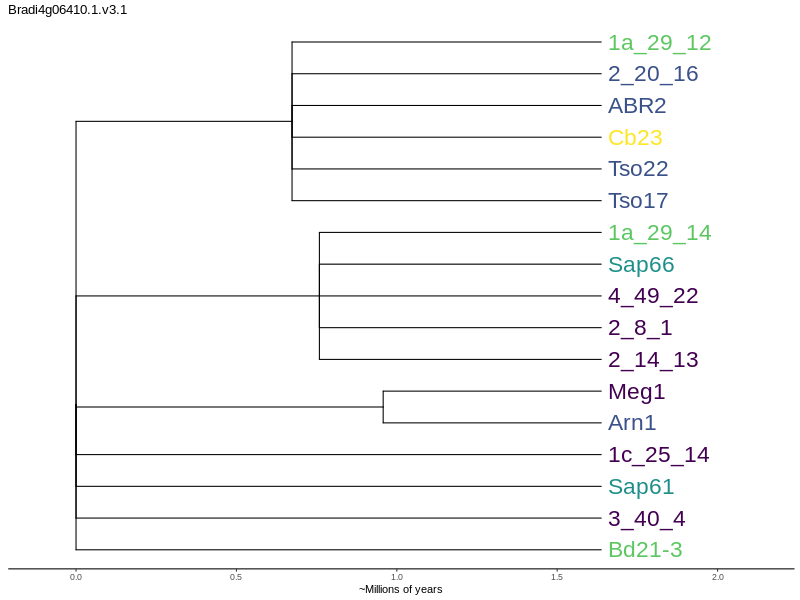 Bradi4g06410.1.v3.1
1a_29_12
2_20_16
ABR2
Cb23
Tso22
Tso17
1a_29_14
Sap66
4_49_22
2_8_1
2_14_13
Meg1
Arn1
1c_25_14
Sap61
3_40_4
Bd21-3
0.0 0.5 1.0 1.5 2.0
~Millions of years